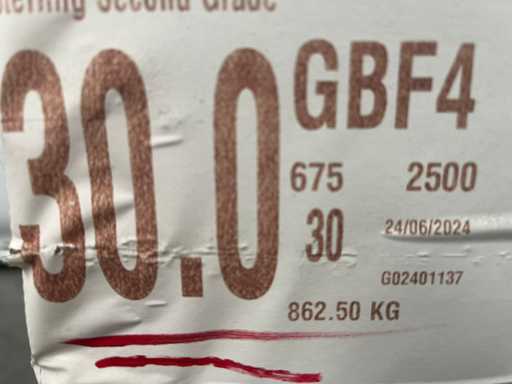 Sterling Second Grade
30.0
GBF4
675 2500
30 24/06/2024
G02401137
862.50 KG